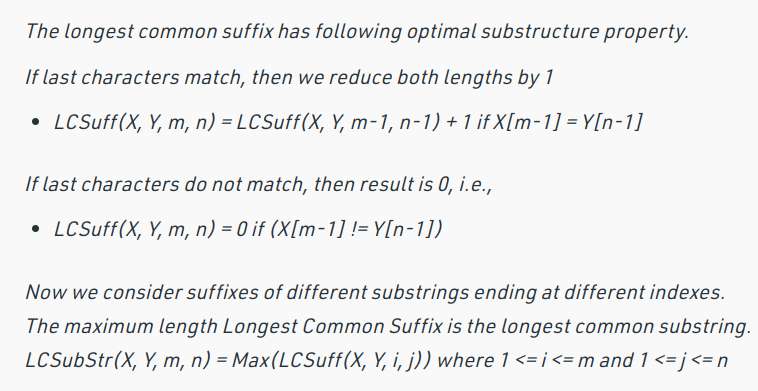 The longest common suffix has following optimal substructure property.
If last characters match, then we reduce both lengths by 1
• LCSuff(X, Y, m, n) = LCSuff(X, Y, m-1, n-1) + 1 if X[m-1] = Y[n-1]
If last characters do not match, then result is 0, i.e.,
• LCSuff(X, Y, m, n) = 0 if (X[m-1] != Y[n-1])
Now we consider suffixes of different substrings ending at different indexes.
The maximum length Longest Common Suffix is the longest common substring.
LCSubStr(X, Y, m, n) = Max(LCSuff(X, Y, i, j)) where 1 <= i <= m and 1 <= j <= n